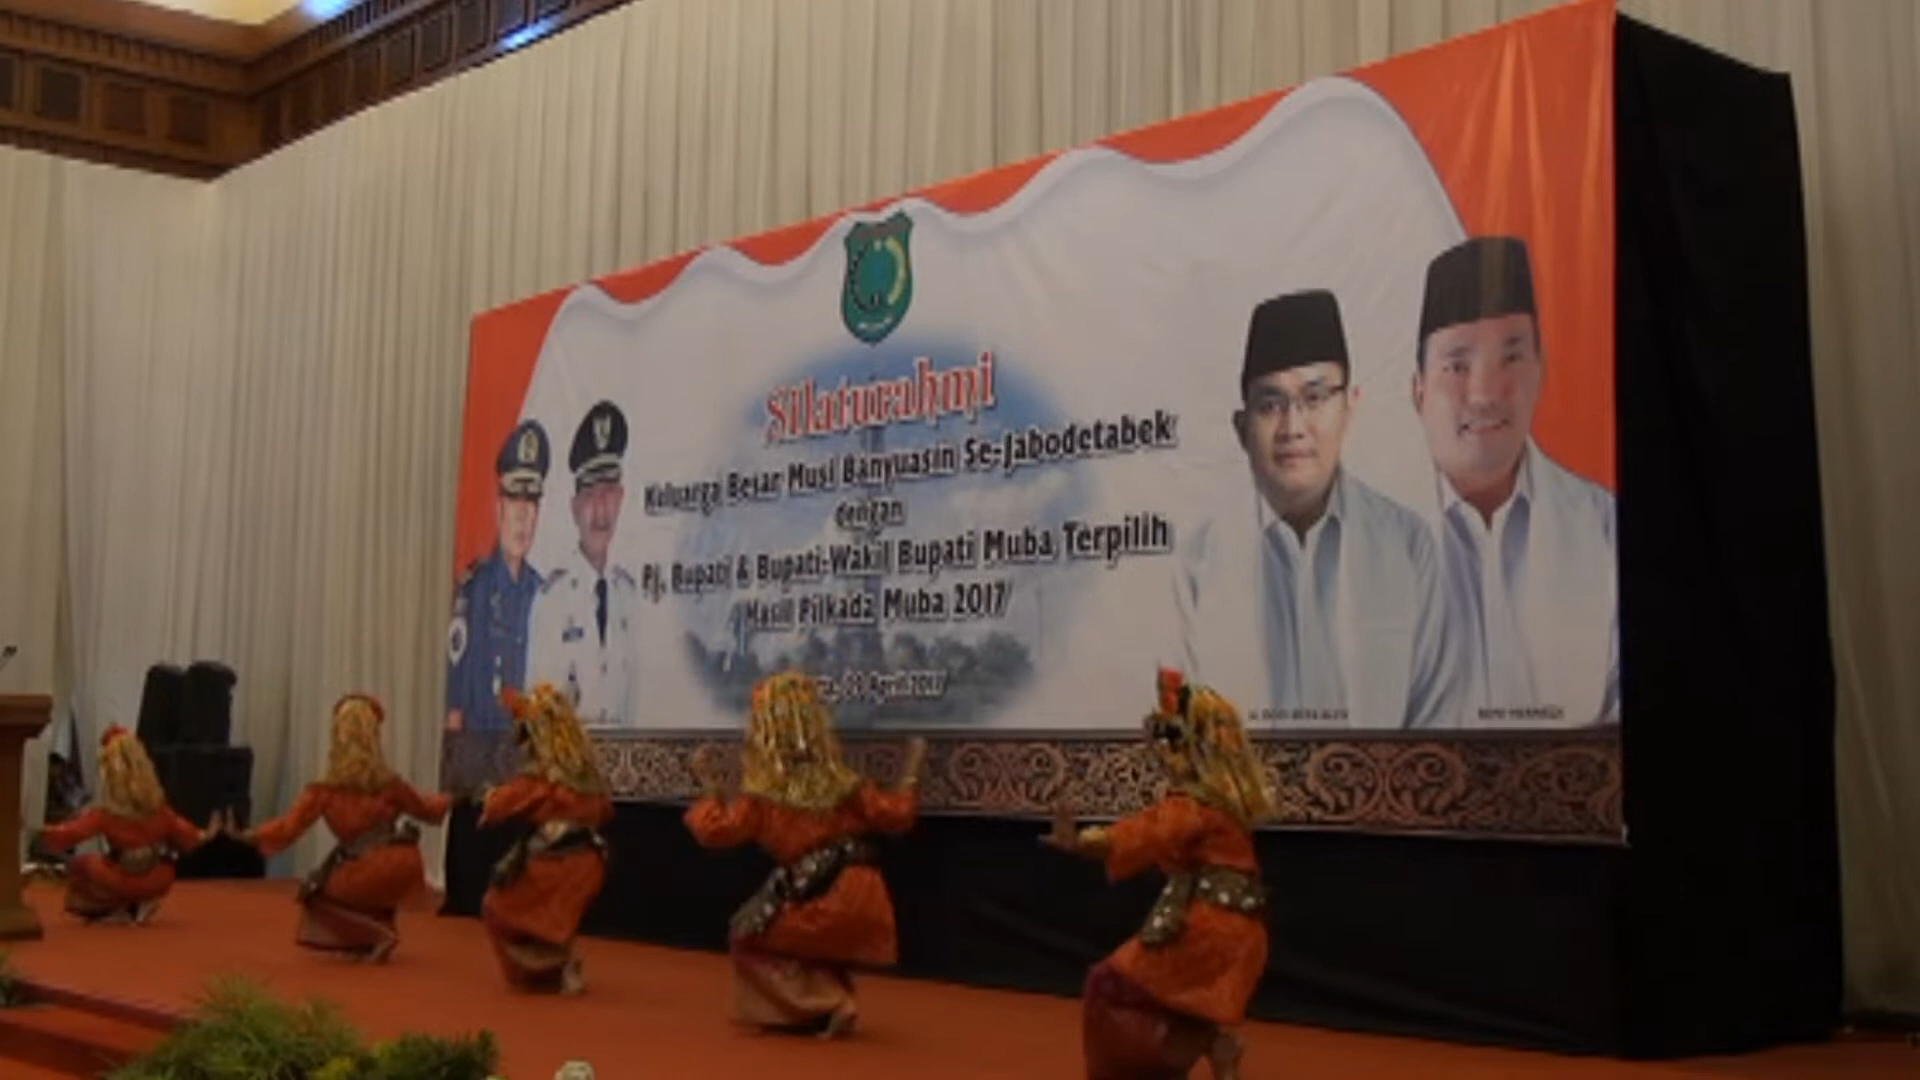 Silaturahmi
Keluarga Besar Musi Banyuasin Se-Jabodetabek
dengan
Pj. Bupati & Bupati-Wakil Bupati Muba Terpilih
Hasil Pilkada Muba 2017
April 2017